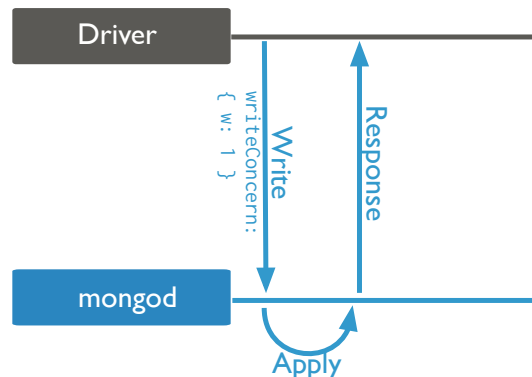 Driver
Write
writeConcern:
{ w: 1 }
Response
mongod
Apply